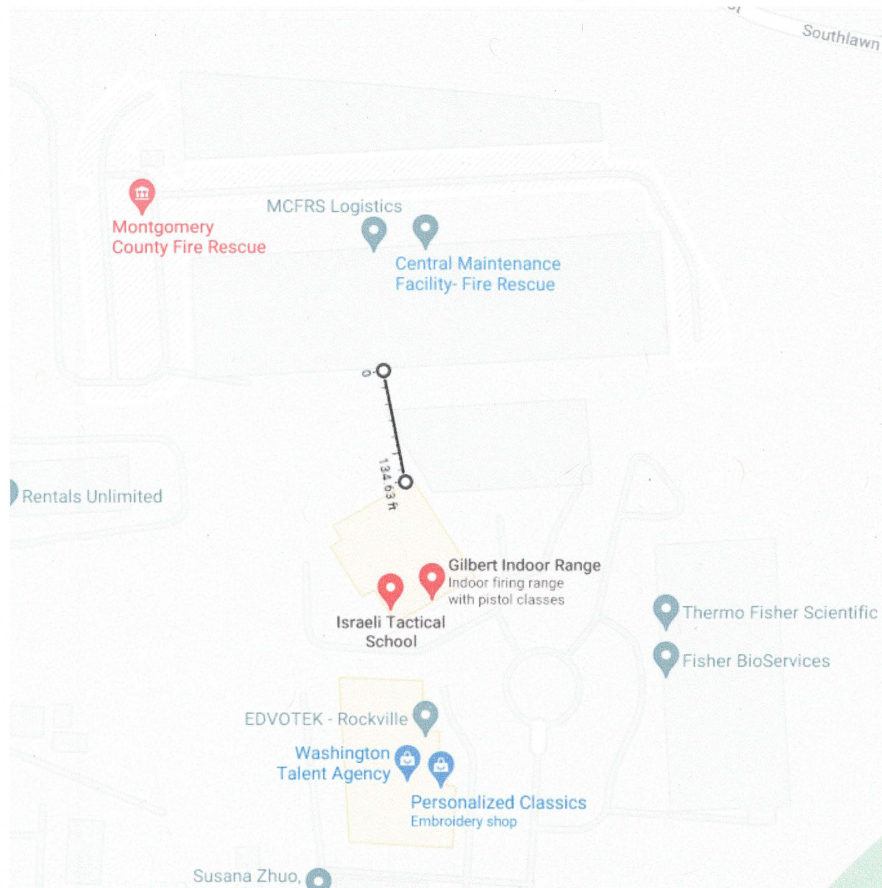 Southlawn
MCFRS Logistics
Montgomery
County Fire Rescue
Central Maintenance
Facility- Fire Rescue
0
134.63 ft
Rentals Unlimited
Gilbert Indoor Range
Indoor firing range
with pistol classes
Israeli Tactical
School
Thermo Fisher Scientific
Fisher BioServices
EDVOTEK - Rockville
Washington
Talent Agency
Personalized Classics
Embroidery shop
Susana Zhuo,